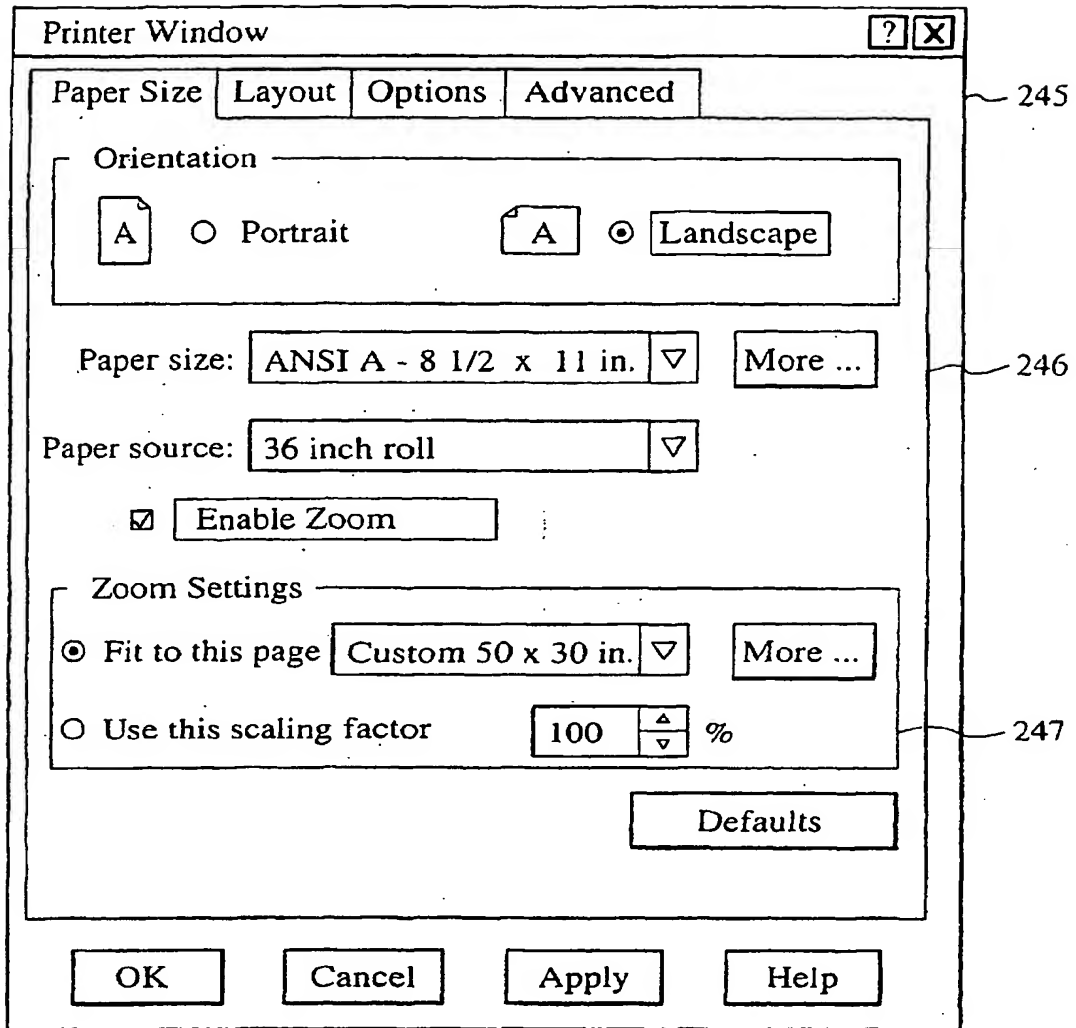 Printer Window ? X
Paper Size Layout Options Advanced
245
Orientation
A Portrait A Landscape
Paper size: ANSI A - 8 1/2 x 11 in. More ...
246
Paper source: 36 inch roll
Enable Zoom
Zoom Settings
Fit to this page Custom 50 x 30 in. More ...
Use this scaling factor 100 %
247
Defaults
OK Cancel Apply Help